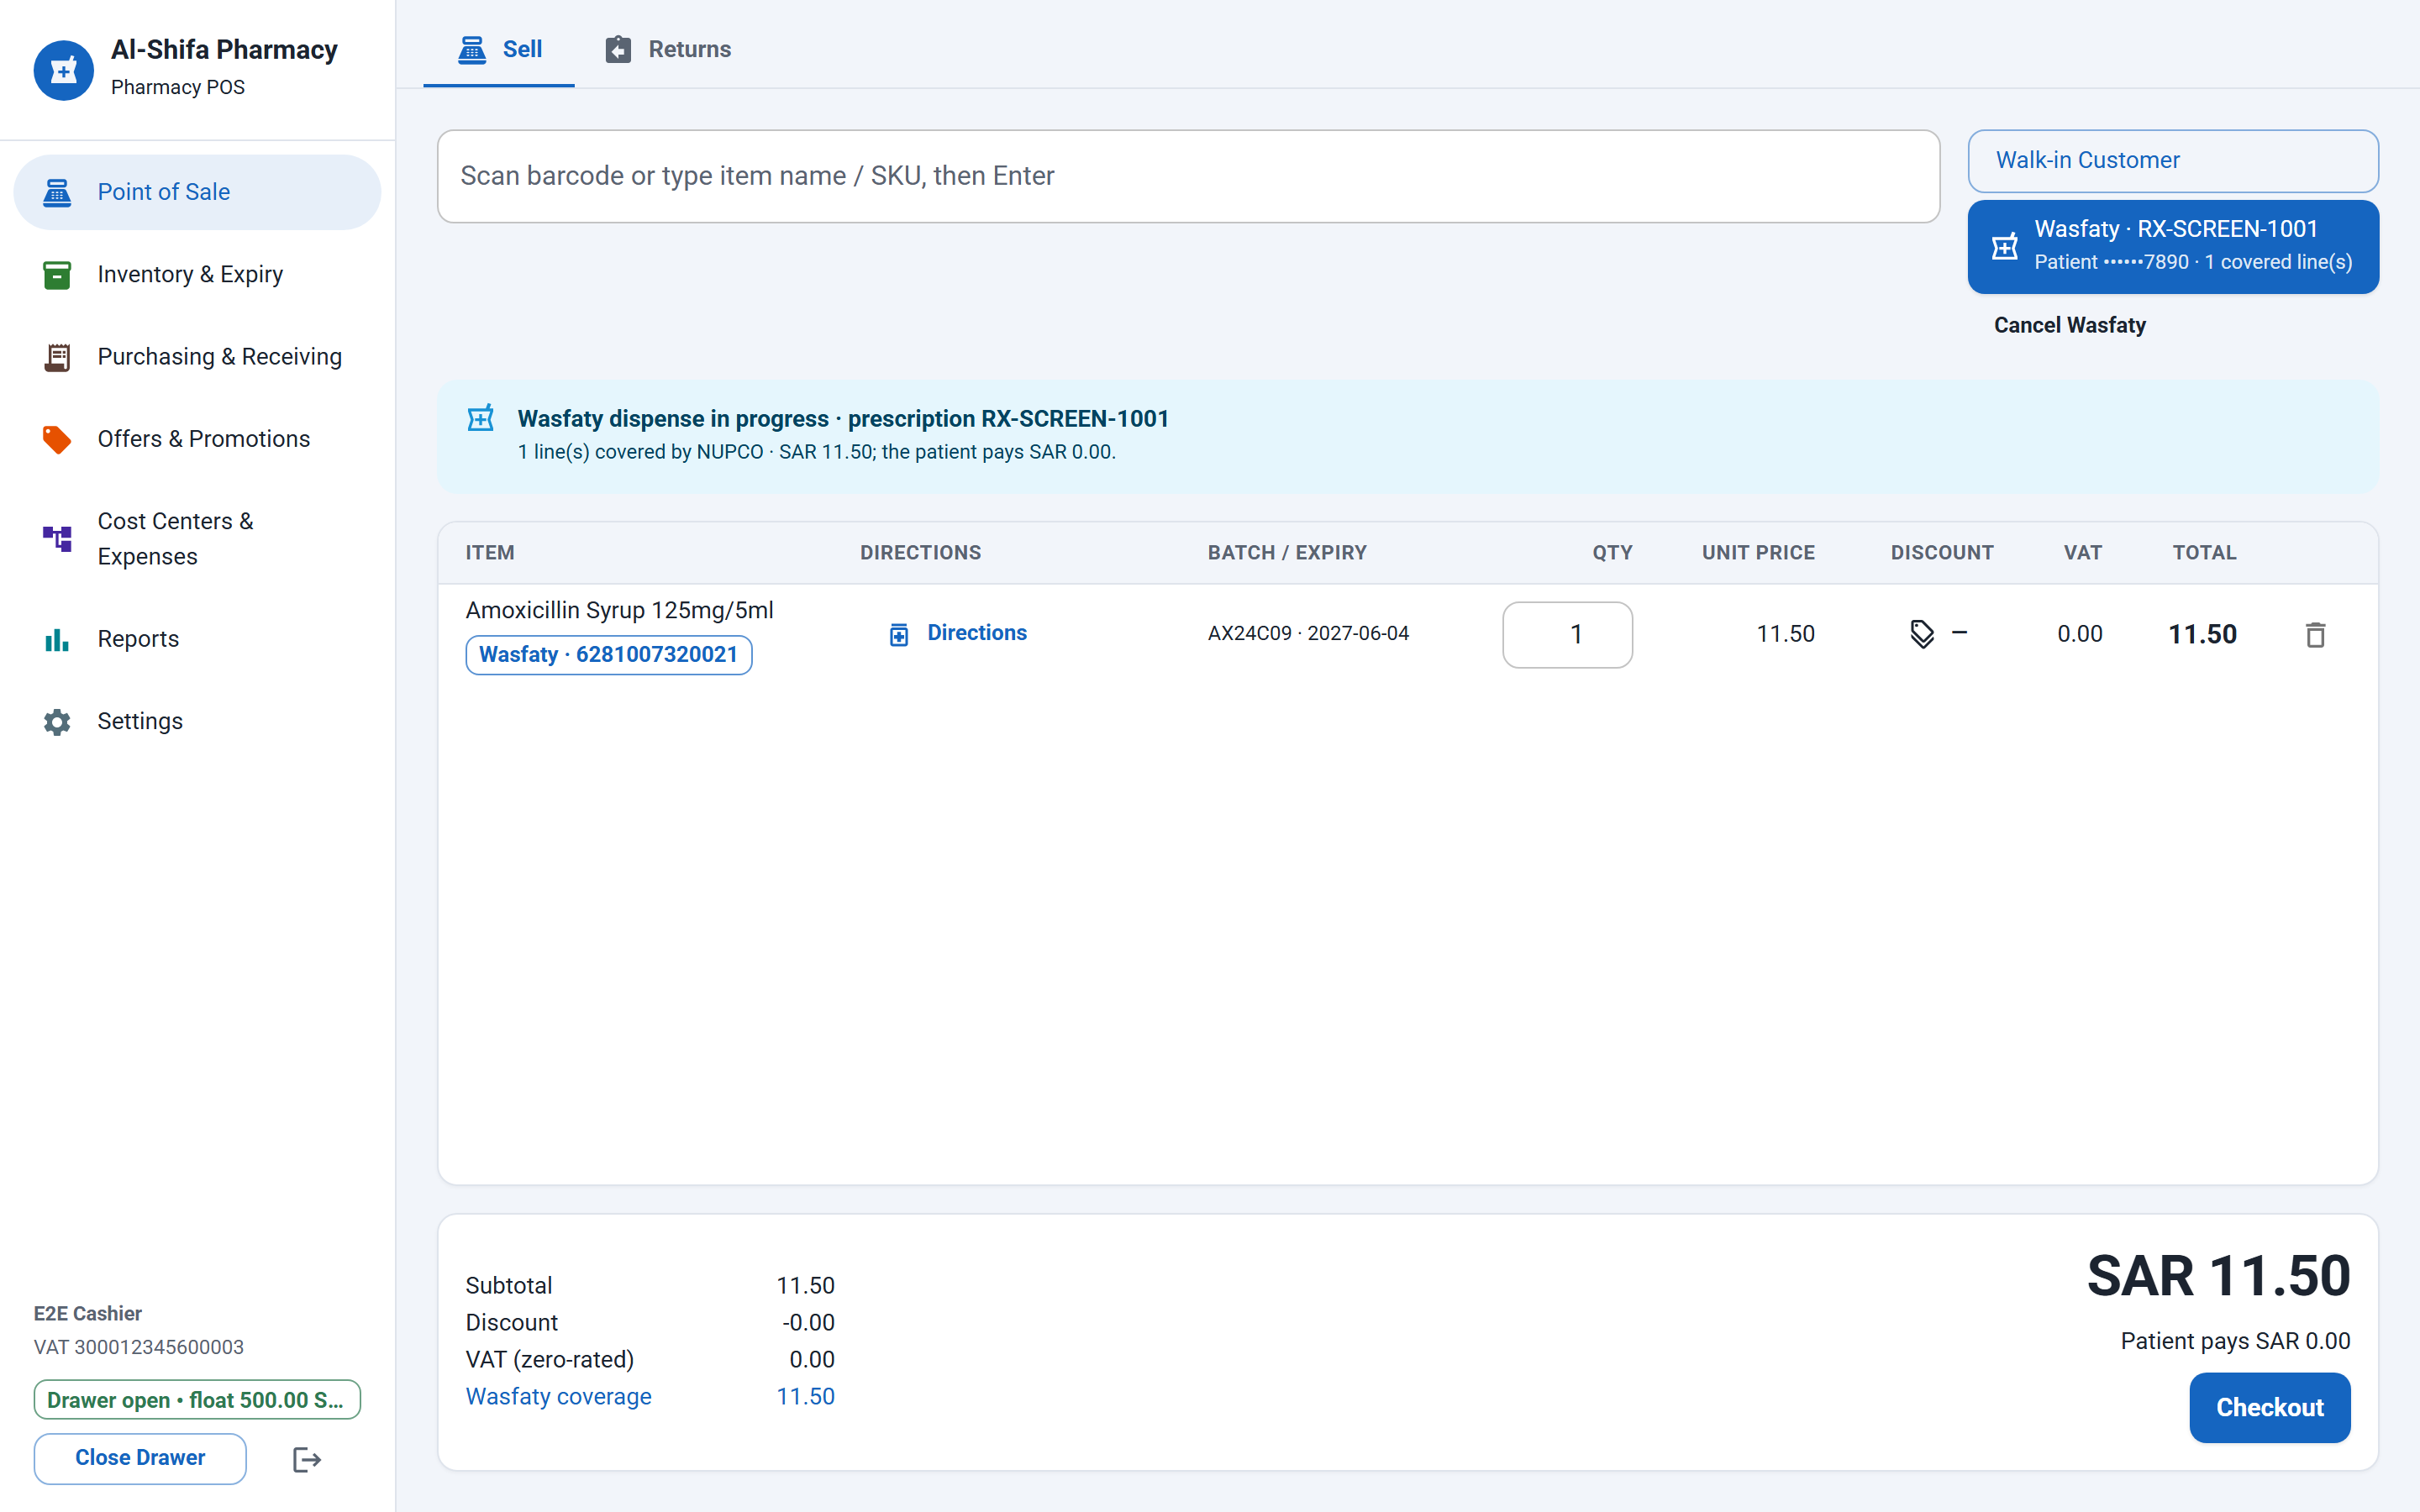 Al-Shifa Pharmacy
Pharmacy POS
Point of Sale
Inventory & Expiry
Purchasing & Receiving
Offers & Promotions
Cost Centers &
Expenses
Reports
Settings
E2E Cashier
VAT 300012345600003
Drawer open • float 500.00 S...
Close Drawer
Sell
Returns
Scan barcode or type item name / SKU, then Enter
Walk-in Customer
Wasfaty · RX-SCREEN-1001
Patient ••••••7890 · 1 covered line(s)
Cancel Wasfaty
Wasfaty dispense in progress · prescription RX-SCREEN-1001
1 line(s) covered by NUPCO · SAR 11.50; the patient pays SAR 0.00.
ITEM DIRECTIONS BATCH / EXPIRY QTY UNIT PRICE DISCOUNT VAT TOTAL
Amoxicillin Syrup 125mg/5ml
Wasfaty · 6281007320021
Directions
AX24C09 · 2027-06-04
1
11.50
–
0.00
11.50
Subtotal 11.50
Discount -0.00
VAT (zero-rated) 0.00
Wasfaty coverage 11.50
SAR 11.50
Patient pays SAR 0.00
Checkout